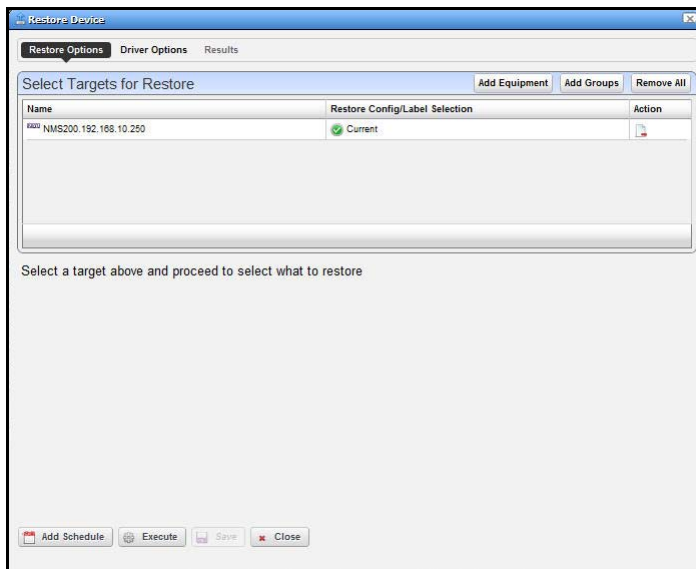 Restore Device
Restore Options Driver Options Results
Select Targets for Restore Add Equipment Add Groups Remove All
Name Restore Config/Label Selection Action
NMS200.192.168.10.250 Current
Select a target above and proceed to select what to restore
Add Schedule Execute Save Close